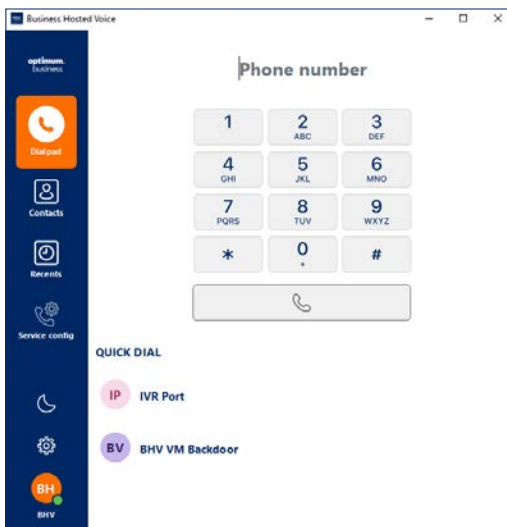 Business Hosted Voice
optimum.
business
Dialpad
Contacts
Recents
Service config
BH
BHV
Phone number
1
2
ABC
3
DEF
4
GHI
5
JKL
6
MNO
7
PQRS
8
TUV
9
WXYZ
*
0
+
#
QUICK DIAL
IP IVR Port
BV BHV VM Backdoor